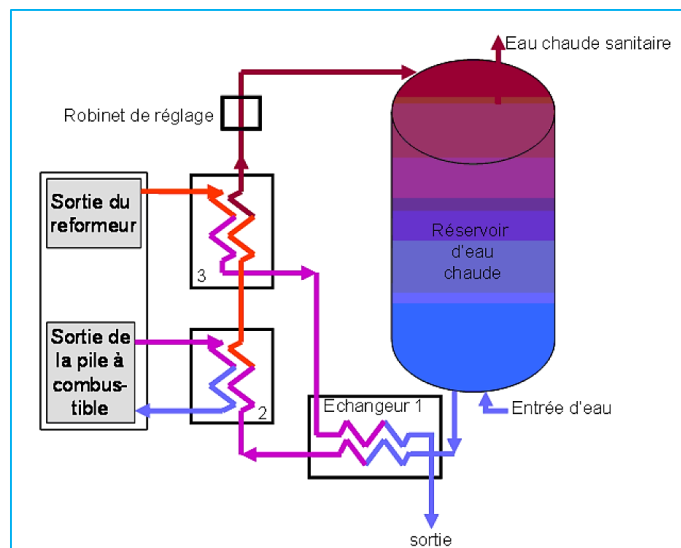 Eau chaude sanitaire
Robinet de réglage
Sortie du
reformeur
3
Réservoir
d'eau
chaude
Sortie de
la pile à
combus-
tible
2
Echangeur 1
Entrée d'eau
sortie